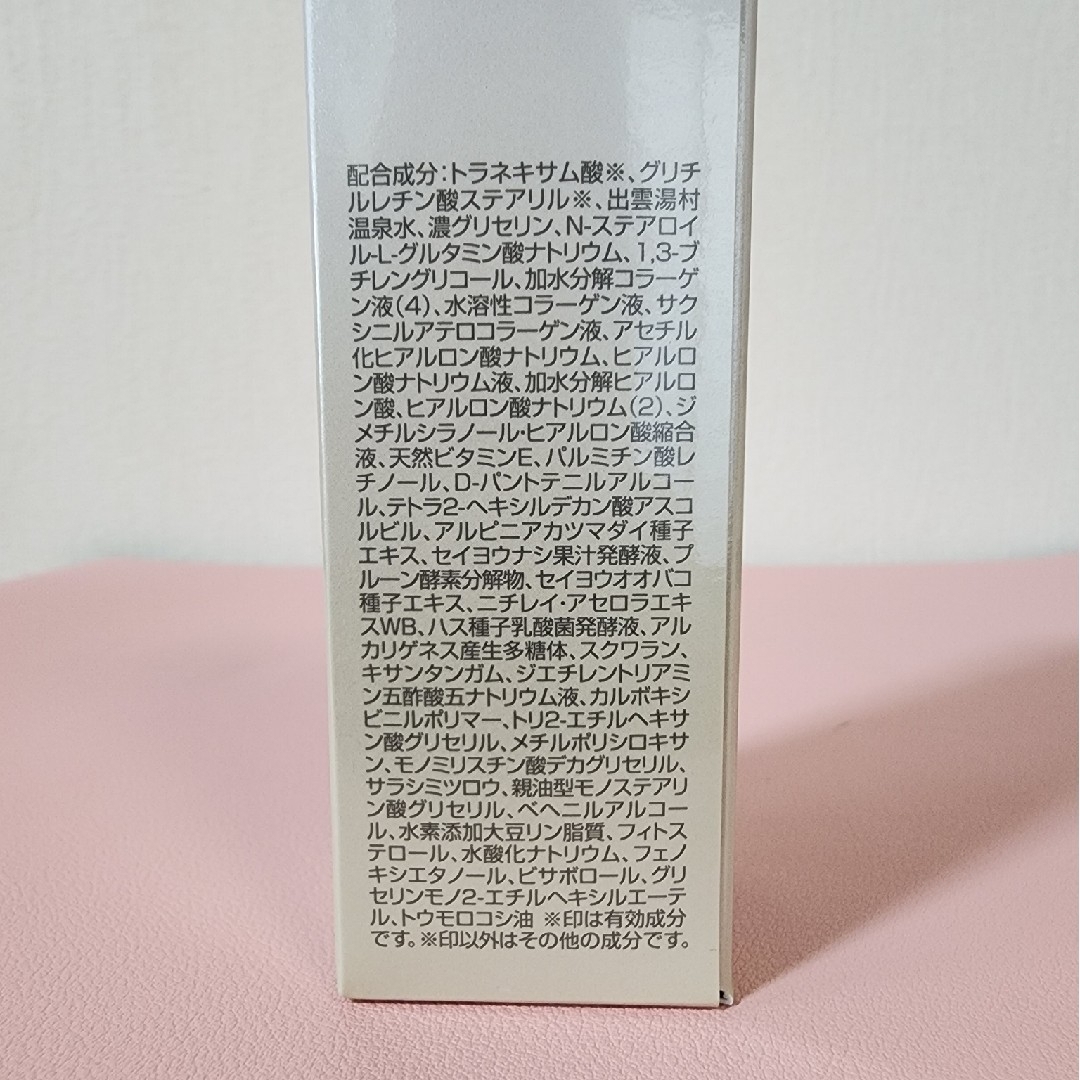 配合成分:トラネキサム酸※、グリチ
ルレチン酸ステアリル※、出雲湯村
温泉水、濃グリセリン、N-ステアロイ
ル-L-グルタミン酸ナトリウム、1,3-ブ
チレングリコール、加水分解コラーゲ
ン液(4)、水溶性コラーゲン液、サク
シニルアテロコラーゲン液、アセチル
化ヒアルロン酸ナトリウム、ヒアルロ
ン酸ナトリウム液、加水分解ヒアルロ
ン酸、ヒアルロン酸ナトリウム(2)、ジ
メチルシラノール・ヒアルロン酸縮合
液、天然ビタミンE、パルミチン酸レ
チノール、D-パントテニルアルコー
ル、テトラ2-ヘキシルデカン酸アスコ
ルビル、アルピニアカツマダイ種子
エキス、セイヨウナシ果汁発酵液、プ
ルーン酵素分解物、セイヨウオオバコ
種子エキス、ニチレイ・アセロラエキ
スWB、ハス種子乳酸菌発酵液、アル
カリゲネス産生多糖体、スクワラン、
キサンタンガム、ジエチレントリアミ
ン五酢酸五ナトリウム液、カルボキシ
ビニルポリマー、トリ2-エチルヘキサ
ン酸グリセリル、メチルポリシロキサ
ン、モノミリスチン酸デカグリセリル、
サラシミツロウ、親油型モノステアリ
ン酸グリセリル、ベヘニルアルコー
ル、水素添加大豆リン脂質、フィトス
テロール、水酸化ナトリウム、フェノ
キシエタノール、ビサボロール、グリ
セリンモノ2-エチルヘキシルエーテ
ル、トウモロコシ油 ※印は有効成分
です。※印以外はその他の成分です。